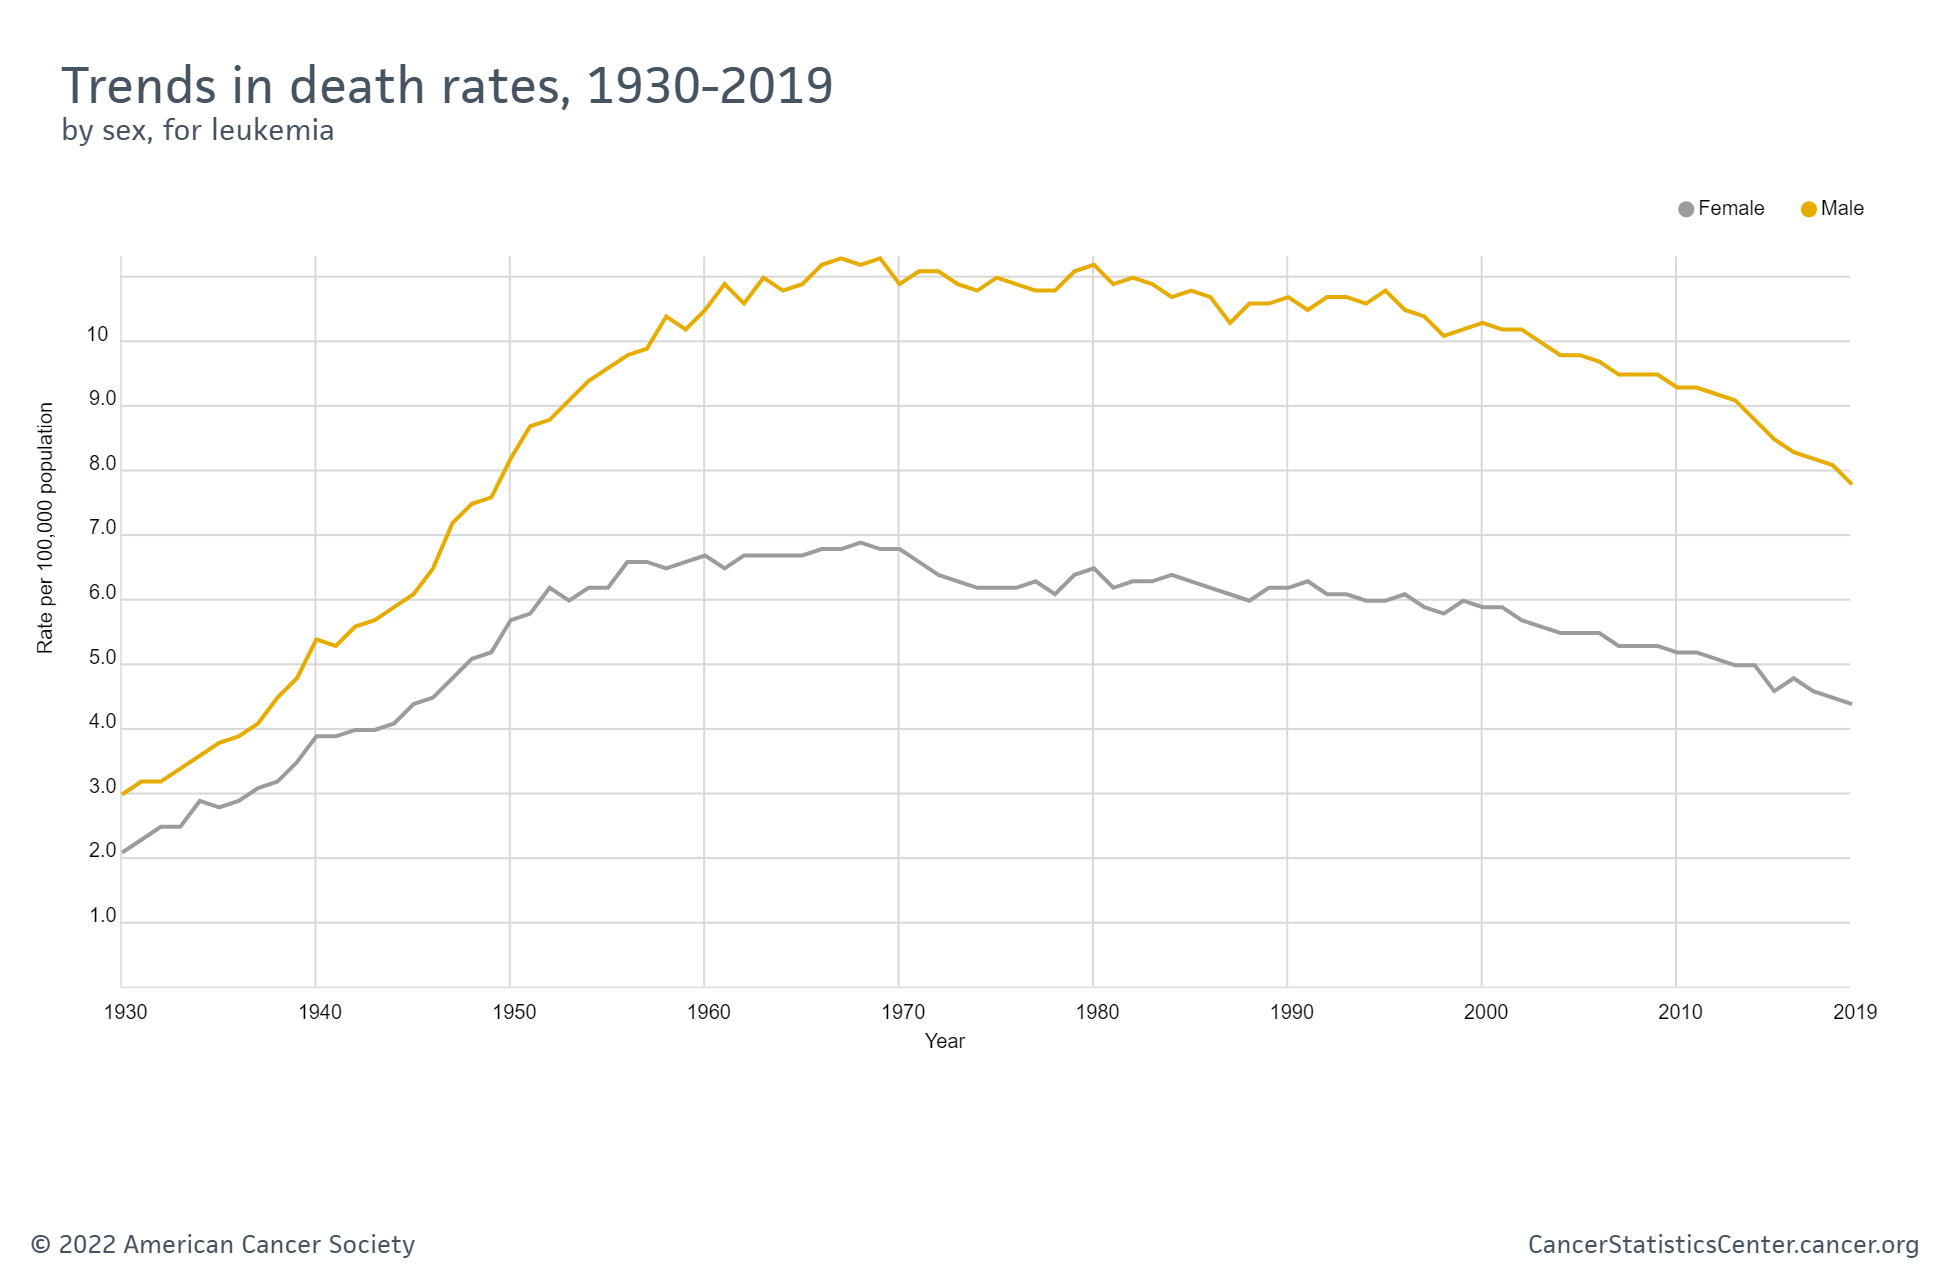 Trends in death rates, 1930-2019
by sex, for leukemia
Female
Male
Rate per 100,000 population
10
9.0
8.0
7.0
6.0
5.0
4.0
3.0
2.0
1.0
1930 1940 1950 1960 1970 1980 1990 2000 2010 2019
Year
© 2022 American Cancer Society
CancerStatisticsCenter.cancer.org